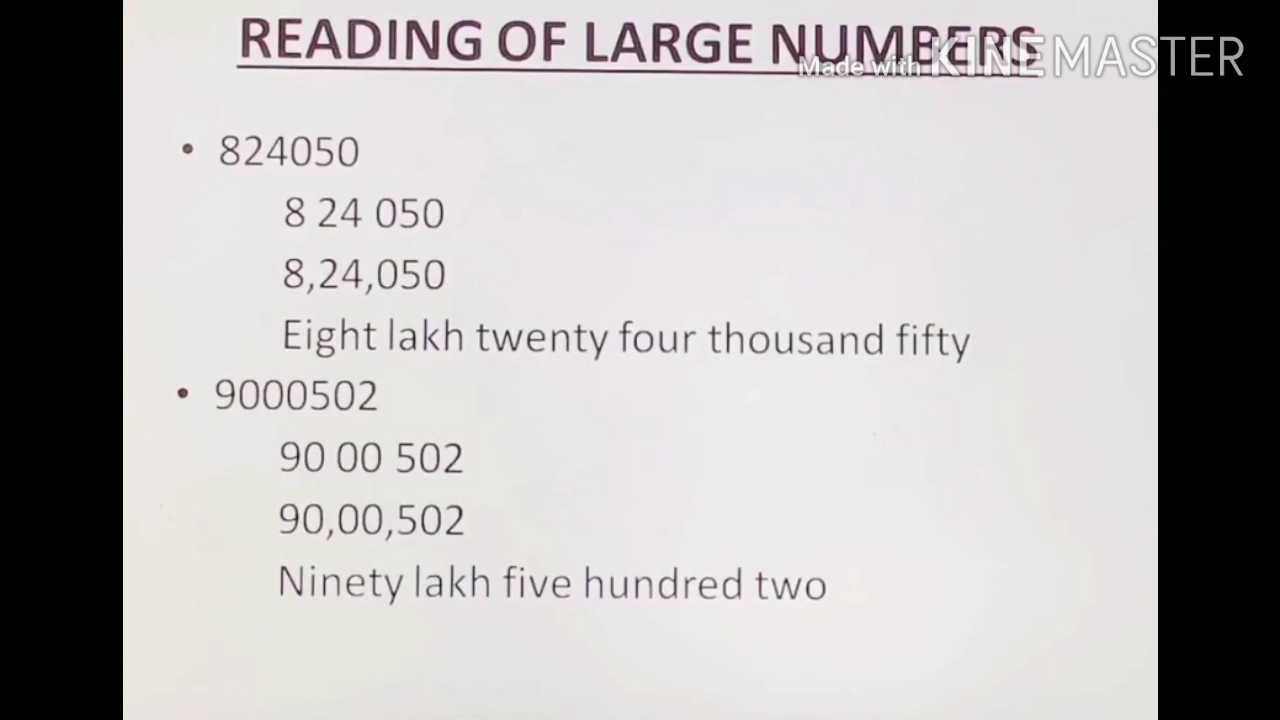 READING OF LARGE NUMBERS
Made with KINEMASTER
• 824050
8 24 050
8,24,050
Eight lakh twenty four thousand fifty
• 9000502
90 00 502
90,00,502
Ninety lakh five hundred two